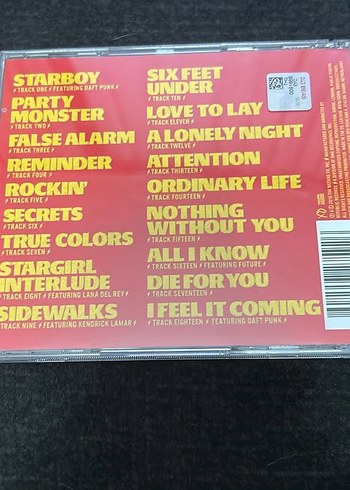 STARBOY
⚡ TRACK ONE ⚡ FEATURING DAFT PUNK ⚡
PARTY
MONSTER
⚡ TRACK TWO ⚡
FALSE ALARM
⚡ TRACK THREE ⚡
REMINDER
⚡ TRACK FOUR ⚡
ROCKIN'
⚡ TRACK FIVE ⚡
SECRETS
⚡ TRACK SIX ⚡
TRUE COLORS
⚡ TRACK SEVEN ⚡
STARGIRL
INTERLUDE
⚡ TRACK EIGHT ⚡ FEATURING LANA DEL REY ⚡
SIDEWALKS
⚡ TRACK NINE ⚡ FEATURING KENDRICK LAMAR ⚡
SIX FEET
UNDER
⚡ TRACK TEN ⚡
LOVE TO LAY
⚡ TRACK ELEVEN ⚡
A LONELY NIGHT
⚡ TRACK TWELVE ⚡
ATTENTION
⚡ TRACK THIRTEEN ⚡
ORDINARY LIFE
⚡ TRACK FOURTEEN ⚡
NOTHING
WITHOUT YOU
⚡ TRACK FIFTEEN ⚡
ALL I KNOW
⚡ TRACK SIXTEEN ⚡ FEATURING FUTURE ⚡
DIE FOR YOU
⚡ TRACK SEVENTEEN ⚡
I FEEL IT COMING
⚡ TRACK EIGHTEEN ⚡ FEATURING DAFT PUNK ⚡
XO